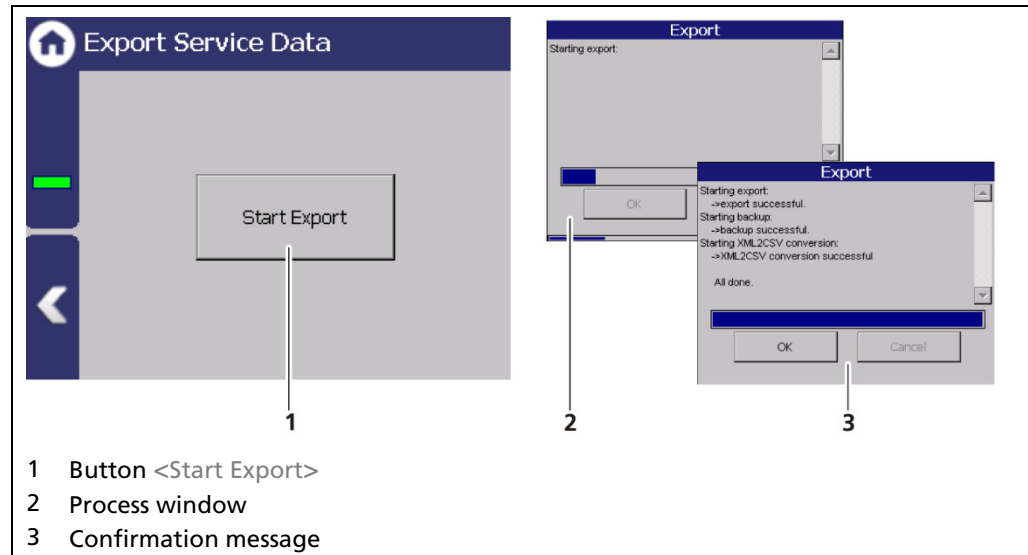 Export Service Data
Start Export
Export
Starting export:
OK
Export
Starting export:
->export successful.
Starting backup:
->backup successful.
Starting XML2CSV conversion:
->XML2CSV conversion successful
All done.
OK
Cancel
1
2
3
1 Button <Start Export>
2 Process window
3 Confirmation message